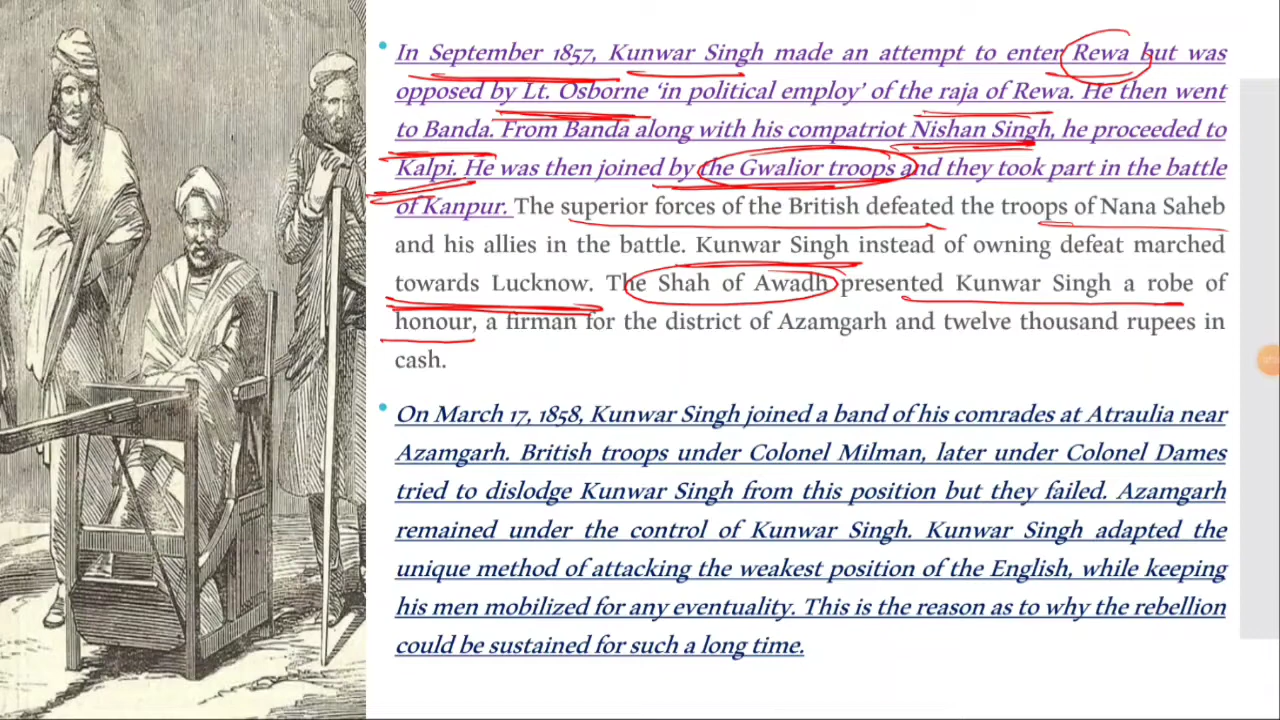 In September 1857, Kunwar Singh made an attempt to enter Rewa but was
opposed by Lt. Osborne ‘in political employ’ of the raja of Rewa. He then went
to Banda. From Banda along with his compatriot Nishan Singh, he proceeded to
Kalpi. He was then joined by the Gwalior troops and they took part in the battle
of Kanpur. The superior forces of the British defeated the troops of Nana Saheb
and his allies in the battle. Kunwar Singh instead of owning defeat marched
towards Lucknow. The Shah of Awadh presented Kunwar Singh a robe of
honour, a firman for the district of Azamgarh and twelve thousand rupees in
cash.
On March 17, 1858, Kunwar Singh joined a band of his comrades at Atraulia near
Azamgarh. British troops under Colonel Milman, later under Colonel Dames
tried to dislodge Kunwar Singh from this position but they failed. Azamgarh
remained under the control of Kunwar Singh. Kunwar Singh adapted the
unique method of attacking the weakest position of the English, while keeping
his men mobilized for any eventuality. This is the reason as to why the rebellion
could be sustained for such a long time.